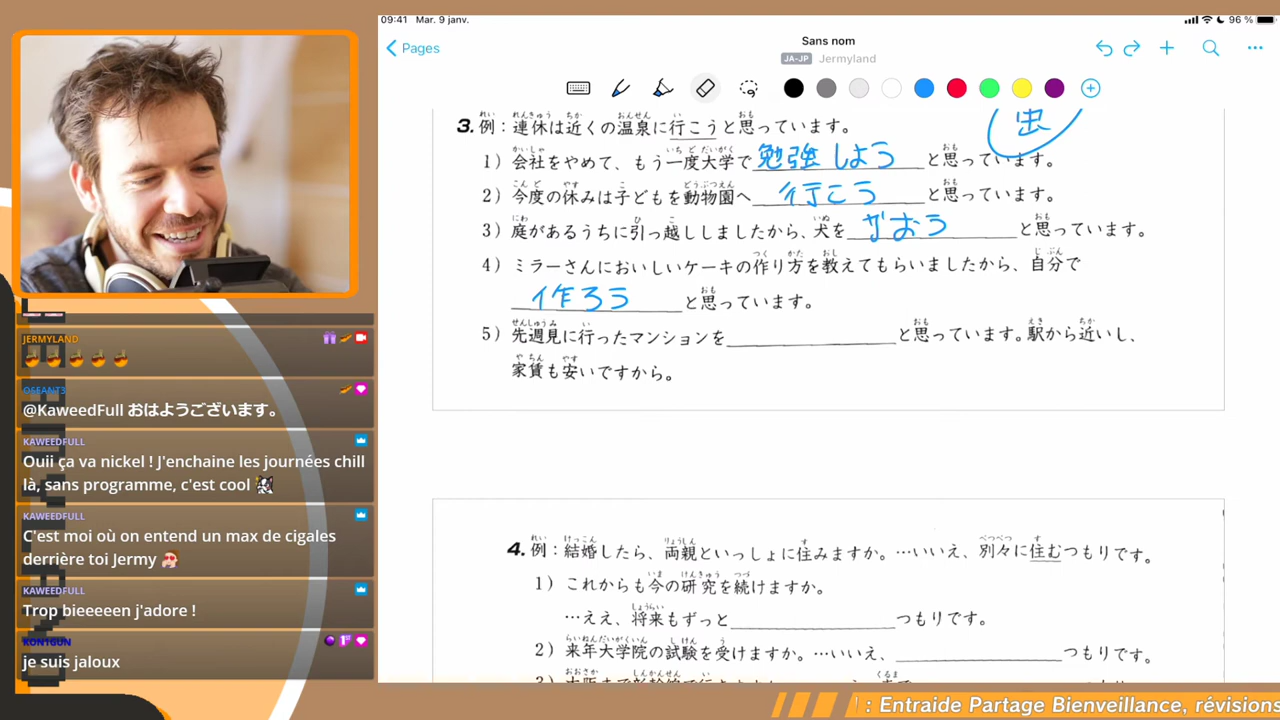 09:41 Mar. 9 janv.
96 %
Pages
Sans nom
JA-JP Jermyland
3. 例：連休は近くの温泉に行こうと思っています。
虫
1）会社をやめて、もう一度大学で勉強しようと思っています。
2）今度の休みは子どもを動物園へ行こうと思っています。
3）庭があるうちに引っ越ししましたから、犬をがおうと思っています。
4）ミラーさんにおいしいケーキの作り方を教えてもらいましたから、自分で
作ろうと思っています。
5）先週見に行ったマンションを と思っています。駅から近いし、
家賃も安いですから。
4. 例：結婚したら、両親といっしょに住みますか。…いいえ、別々に住むつもりです。
1）これからも今の研究を続けますか。
…ええ、将来もずっと つもりです。
2）来年大学院の試験を受けますか。…いいえ、 つもりです。
JERMYLAND
@KaweedFull おはようございます。
KAWEEDFULL
Ouii ça va nickel ! J'enchaine les journées chill
là, sans programme, c'est cool
KAWEEDFULL
C'est moi où on entend un max de cigales
derrière toi Jermy
KAWEEDFULL
Trop bieeeeen j'adore !
KON1GUN
je suis jaloux
: Entraide Partage Bienveillance, révisions